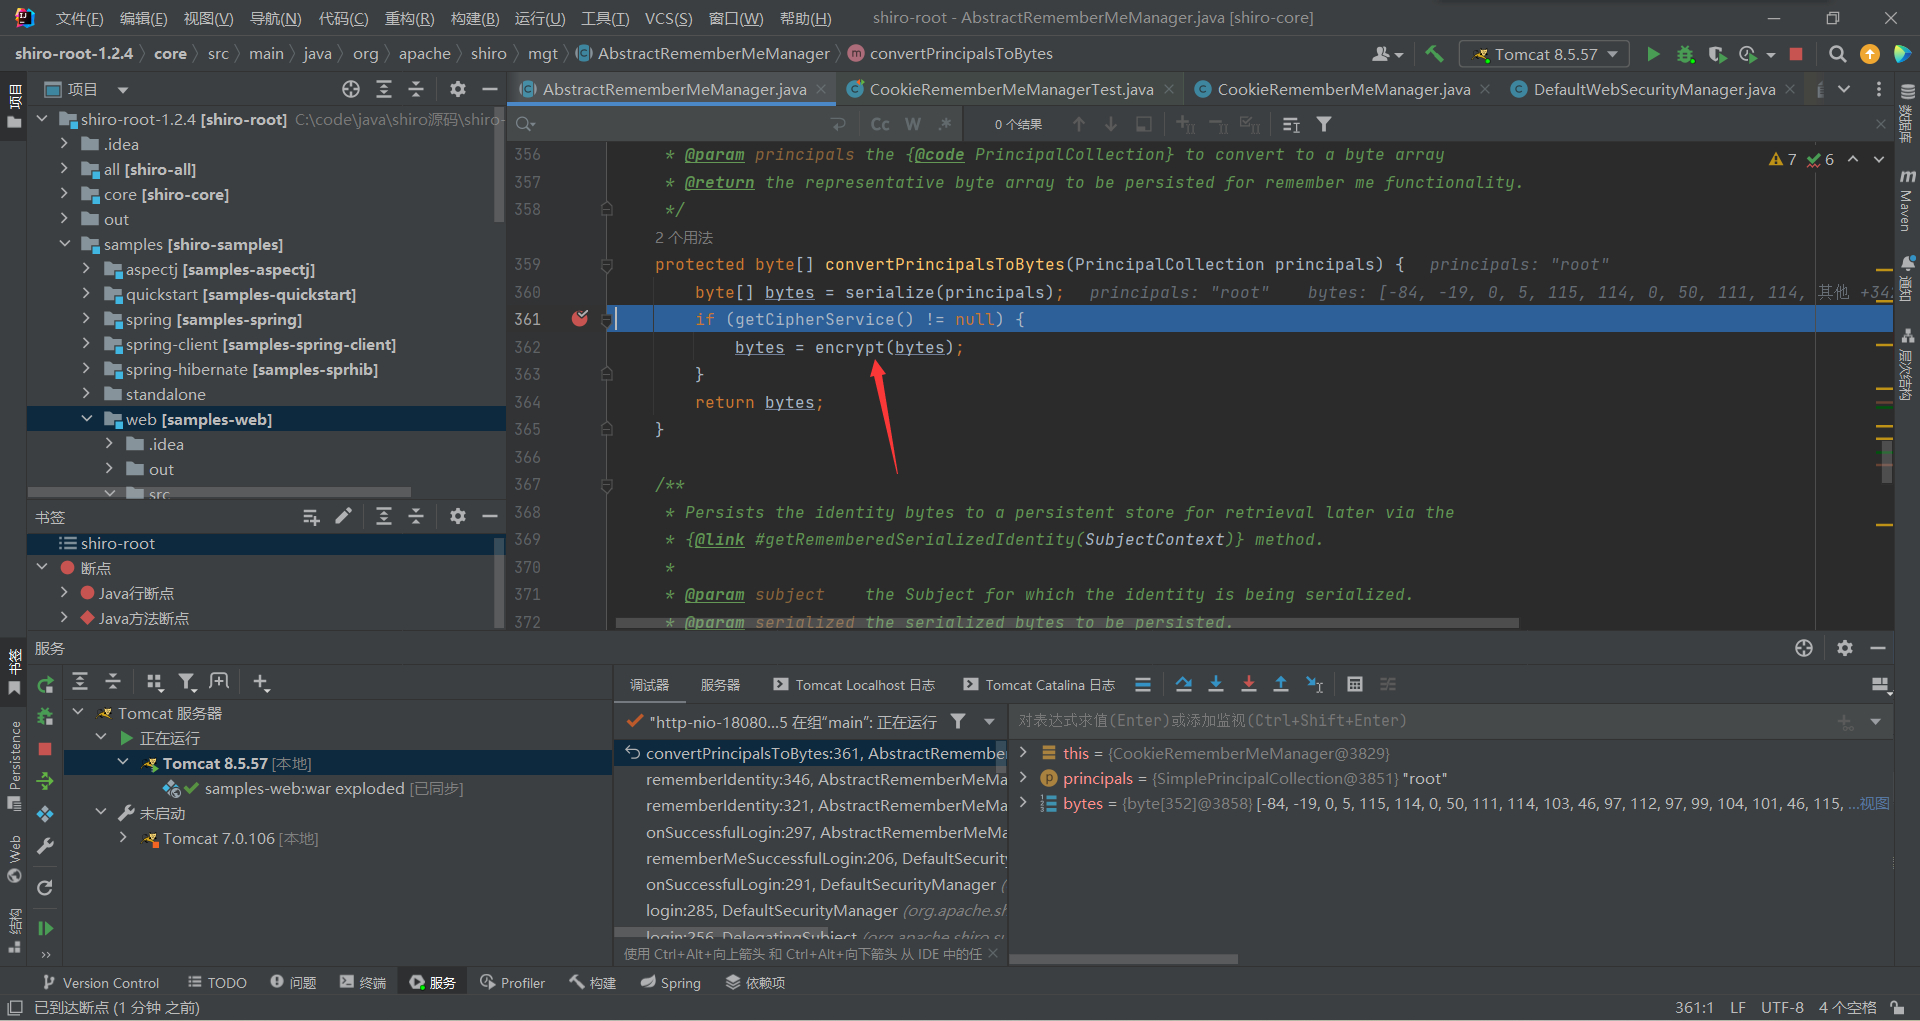 文件(F) 编辑(E) 视图(V) 导航(N) 代码(C) 重构(R) 构建(B) 运行(U) 工具(T) VCS(S) 窗口(W) 帮助(H) shiro-root - AbstractRememberMeManager.java [shiro-core]
shiro-root-1.2.4 core src main java org apache shiro mgt AbstractRememberMeManager convertPrincipalsToBytes Tomcat 8.5.57
项目
项目
AbstractRememberMeManager.java CookieRememberMeManagerTest.java CookieRememberMeManager.java DefaultWebSecurityManager.java
数据库
Maven
通知
层次结构
Cc W .* 0 个结果
shiro-root-1.2.4 [shiro-root] C:\code\java\shiro源码\shiro-
.idea
all [shiro-all]
core [shiro-core]
out
samples [shiro-samples]
aspectj [samples-aspectj]
quickstart [samples-quickstart]
spring [samples-spring]
spring-client [samples-spring-client]
spring-hibernate [samples-sprhib]
standalone
web [samples-web]
.idea
out
src
7 6
356 * @param principals the {@code PrincipalCollection} to convert to a byte array
357 * @return the representative byte array to be persisted for remember me functionality.
358 */
2 个用法
359 protected byte[] convertPrincipalsToBytes(PrincipalCollection principals) { principals: "root"
360 byte[] bytes = serialize(principals); principals: "root" bytes: [-84, -19, 0, 5, 115, 114, 0, 50, 111, 114, 其他 +34
361 if (getCipherService() != null) {
362 bytes = encrypt(bytes);
363 }
364 return bytes;
365 }
366
367 /**
368 * Persists the identity bytes to a persistent store for retrieval later via the
369 * {@link #getRememberedSerializedIdentity(SubjectContext)} method.
370 *
371 * @param subject the Subject for which the identity is being serialized.
372 * @param serialized the serialized bytes to be persisted.
书签
shiro-root
断点
Java行断点
Java方法断点
书签
Persistence
Web
结构
服务
Tomcat 服务器
正在运行
Tomcat 8.5.57 [本地]
samples-web:war exploded [已同步]
未启动
Tomcat 7.0.106 [本地]
调试器 服务器 Tomcat Localhost 日志 Tomcat Catalina 日志
"http-nio-18080...5 在组"main": 正在运行
convertPrincipalsToBytes:361, AbstractRemembe
rememberIdentity:346, AbstractRememberMeMa
rememberIdentity:321, AbstractRememberMeMa
onSuccessfulLogin:297, AbstractRememberMeMa
rememberMeSuccessfulLogin:206, DefaultSecurity
onSuccessfulLogin:291, DefaultSecurityManager (
login:285, DefaultSecurityManager (org.apache.sh
login:256, DelegatingSubject (org.apache.shiro.su
使用 Ctrl+Alt+向上箭头 和 Ctrl+Alt+向下箭头 从 IDE 中的任
对表达式求值(Enter)或添加监视(Ctrl+Shift+Enter)
this = {CookieRememberMeManager@3829}
principals = {SimplePrincipalCollection@3851} "root"
bytes = {byte[352]@3858} [-84, -19, 0, 5, 115, 114, 0, 50, 111, 114, 103, 46, 97, 112, 97, 99, 104, 101, 46, 115, ...视图
Version Control TODO 问题 终端 服务 Profiler 构建 Spring 依赖项
已到达断点 (1 分钟 之前) 361:1 LF UTF-8 4 个空格